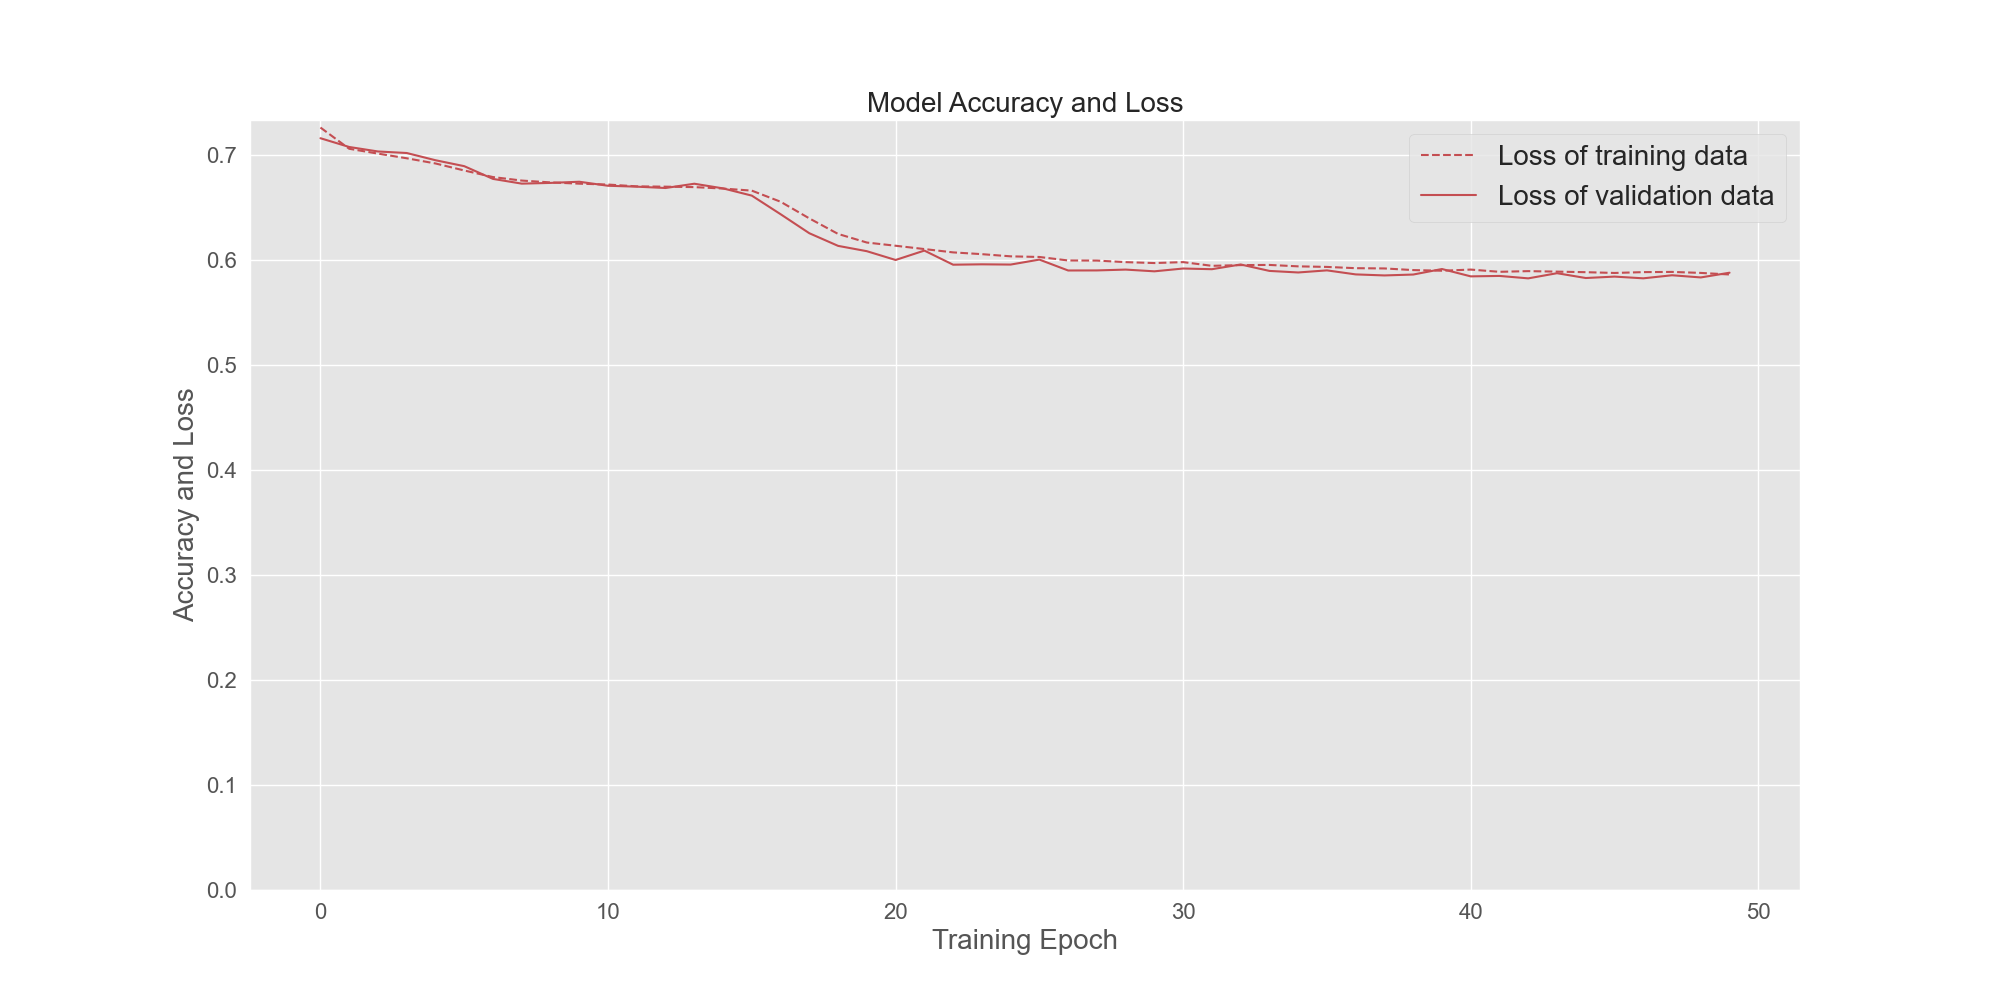 Model Accuracy and Loss
Loss of training data
Loss of validation data
Accuracy and Loss
0.7
0.6
0.5
0.4
0.3
0.2
0.1
0.0
0 10 20 30 40 50
Training Epoch